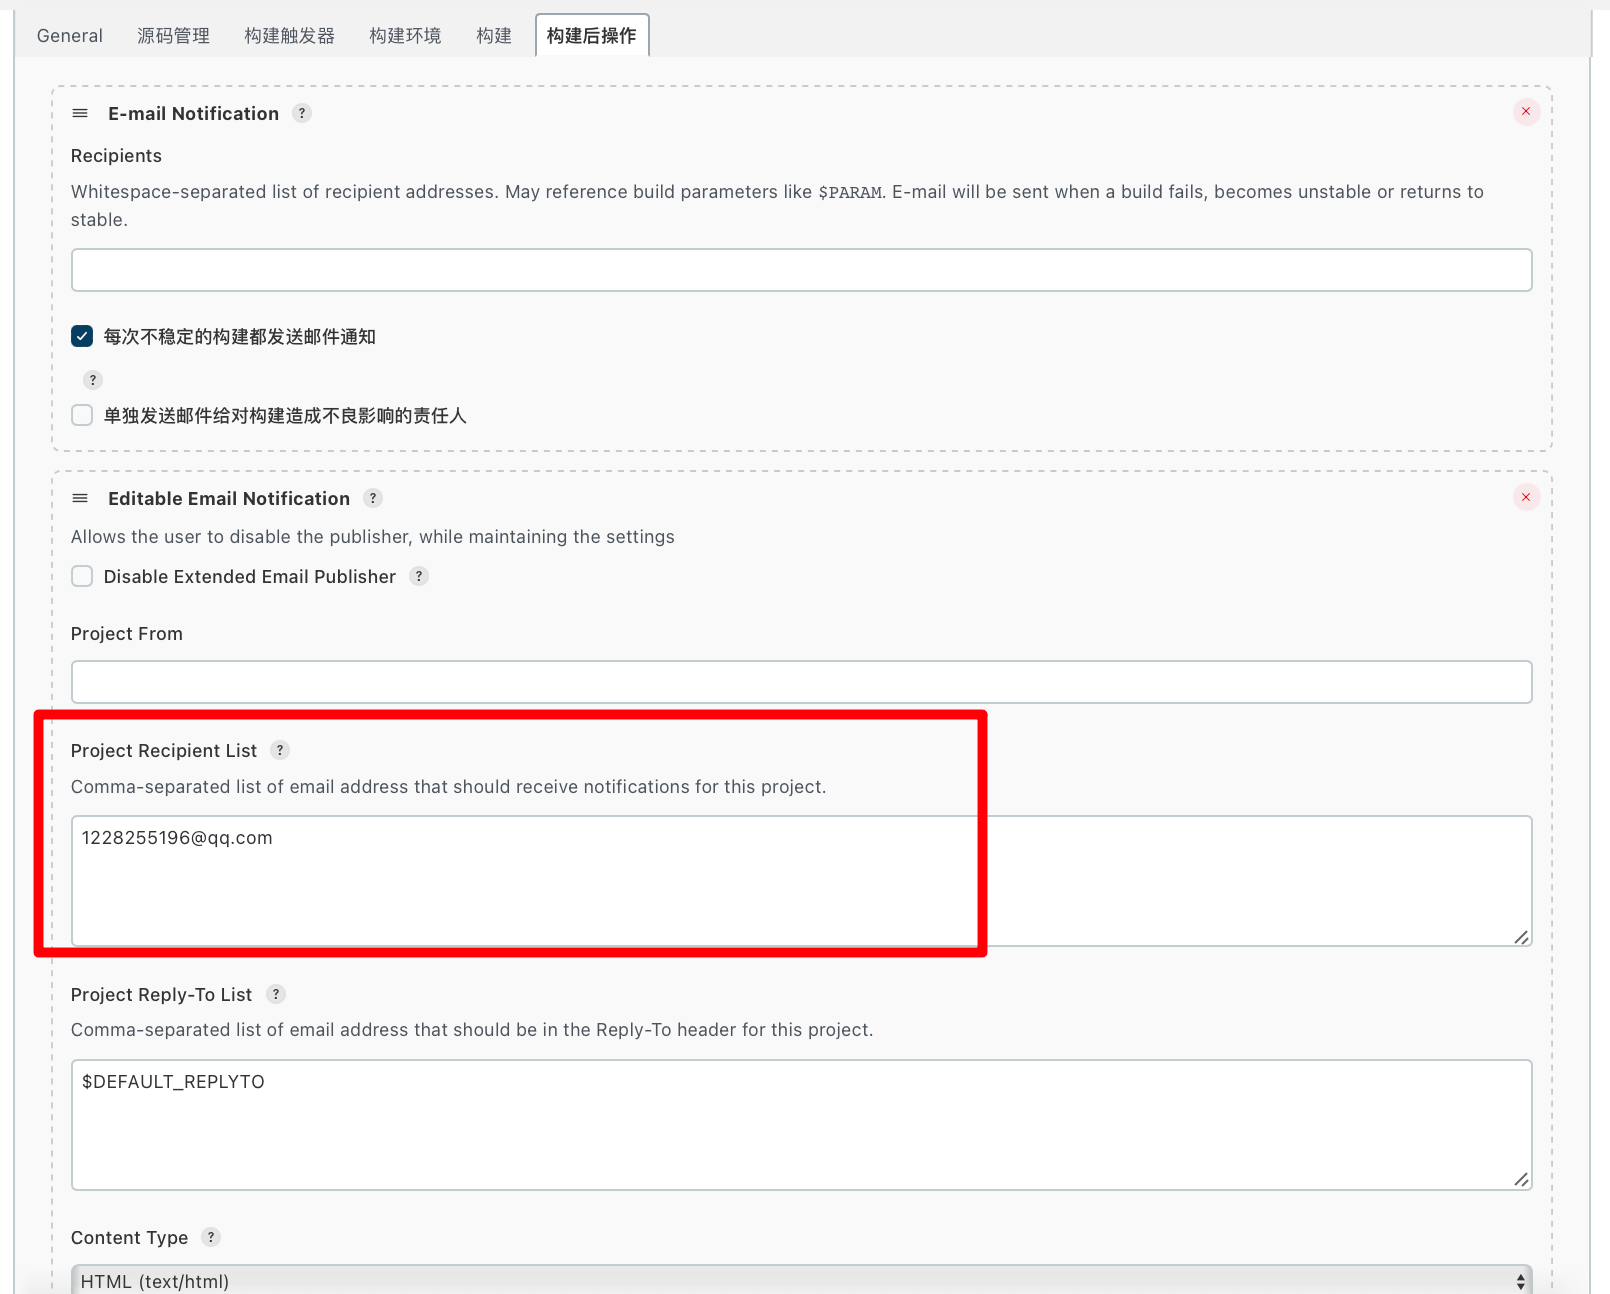 General 源码管理 构建触发器 构建环境 构建 构建后操作
E-mail Notification ?
Recipients
Whitespace-separated list of recipient addresses. May reference build parameters like $PARAM. E-mail will be sent when a build fails, becomes unstable or returns to
stable.
每次不稳定的构建都发送邮件通知
?
单独发送邮件给对构建造成不良影响的责任人
Editable Email Notification ?
Allows the user to disable the publisher, while maintaining the settings
Disable Extended Email Publisher ?
Project From
Project Recipient List ?
Comma-separated list of email address that should receive notifications for this project.
1228255196@qq.com
Project Reply-To List ?
Comma-separated list of email address that should be in the Reply-To header for this project.
$DEFAULT_REPLYTO
Content Type ?
HTML (text/html)